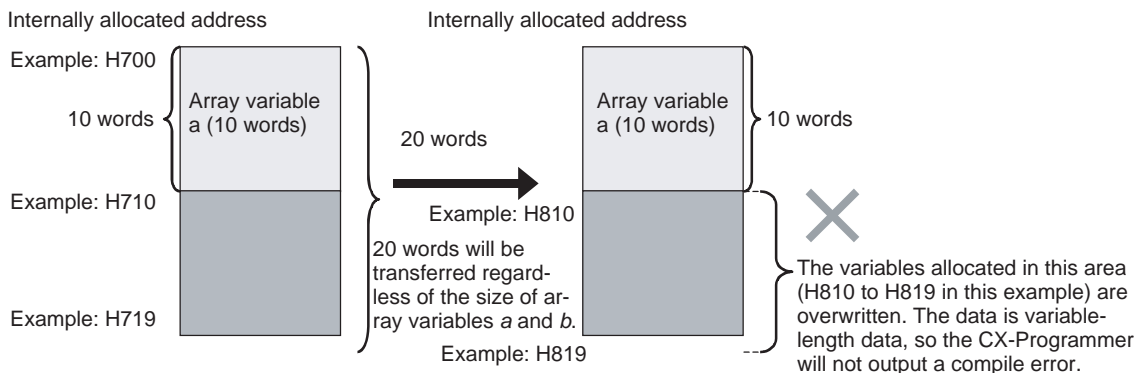 Internally allocated address
Internally allocated address
Example: H700
10 words
Array variable
a (10 words)
Example: H710
Example: H719
20 words
20 words will be
transferred regard-
less of the size of ar-
ray variables a and b.
Array variable
a (10 words)
10 words
Example: H810
Example: H819
The variables allocated in this area
(H810 to H819 in this example) are
overwritten. The data is variable-
length data, so the CX-Programmer
will not output a compile error.